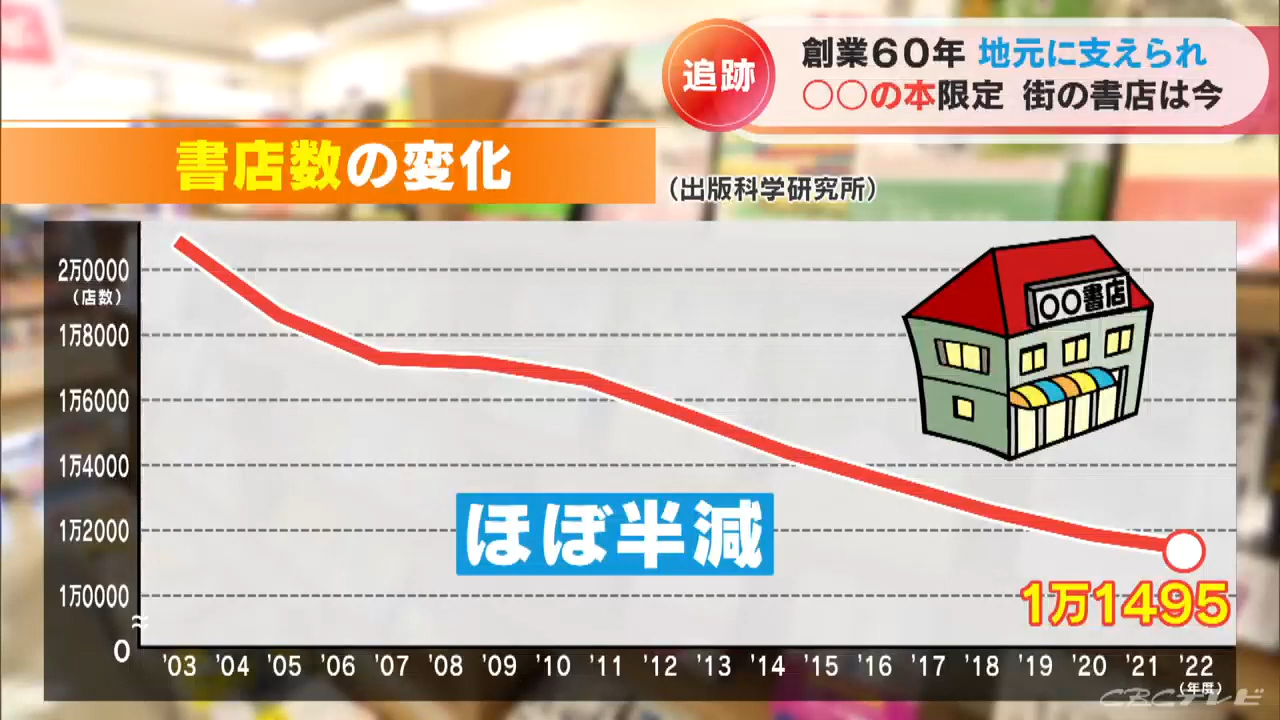 追跡
創業60年 地元に支えられ
○○の本限定 街の書店は今
書店数の変化
(出版科学研究所)
2万0000
(店数)
1万8000
1万6000
1万4000
1万2000
1万0000
0
○○書店
ほぼ半減
1万1495
'03 '04 '05 '06 '07 '08 '09 '10 '11 '12 '13 '14 '15 '16 '17 '18 '19 '20 '21 '22
(年度)
CBCテレビ